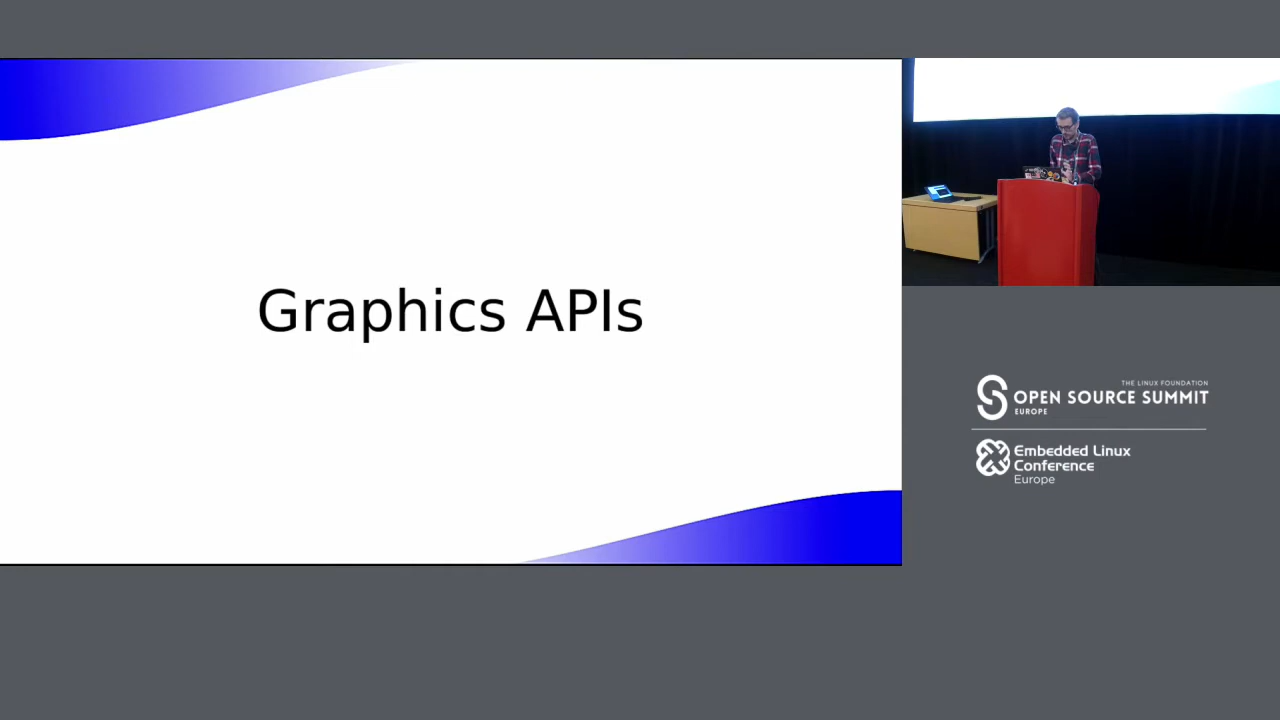 Graphics APIs
THE LINUX FOUNDATION
OPEN SOURCE SUMMIT
EUROPE
Embedded Linux
Conference
Europe